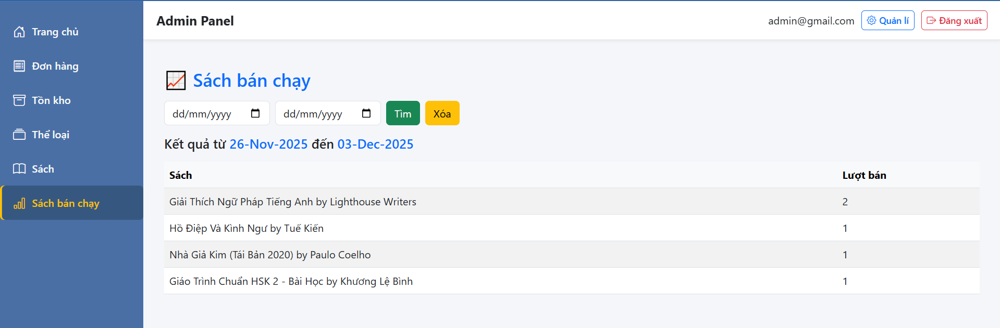 Admin Panel
admin@gmail.com
Quản lí
Đăng xuất
Trang chủ
Đơn hàng
Tồn kho
Thể loại
Sách
Sách bán chạy
Sách bán chạy
dd/mm/yyyy
dd/mm/yyyy
Tìm
Xóa
Kết quả từ 26-Nov-2025 đến 03-Dec-2025
Sách Lượt bán
Giải Thích Ngữ Pháp Tiếng Anh by Lighthouse Writers 2
Hồ Điệp Và Kình Ngư by Tuế Kiến 1
Nhà Giả Kim (Tái Bản 2020) by Paulo Coelho 1
Giáo Trình Chuẩn HSK 2 - Bài Học by Khương Lệ Bình 1